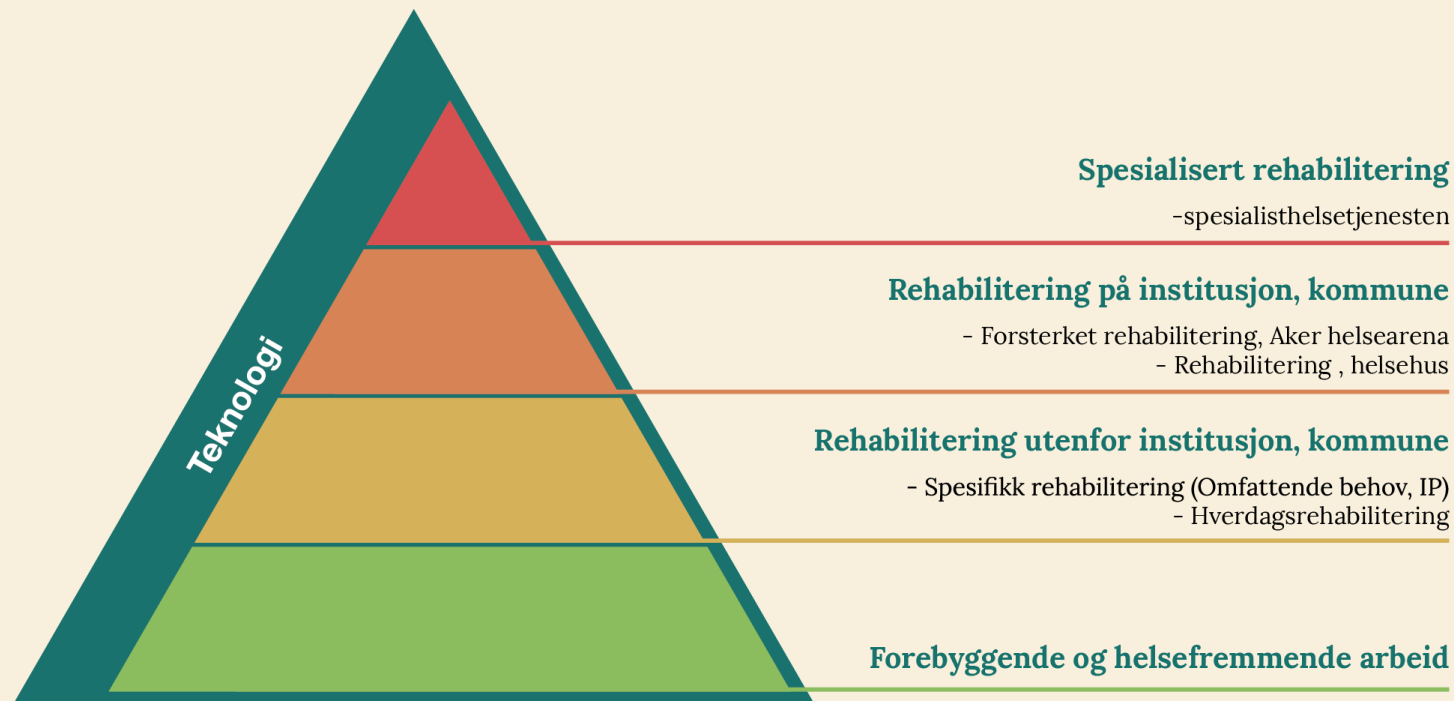 Teknologi
Spesialisert rehabilitering
-spesialisthelsetjenesten
Rehabilitering på institusjon, kommune
- Forsterket rehabilitering, Aker helsearena
- Rehabilitering , helsehus
Rehabilitering utenfor institusjon, kommune
- Spesifikk rehabilitering (Omfattende behov, IP)
- Hverdagsrehabilitering
Forebyggende og helsefremmende arbeid